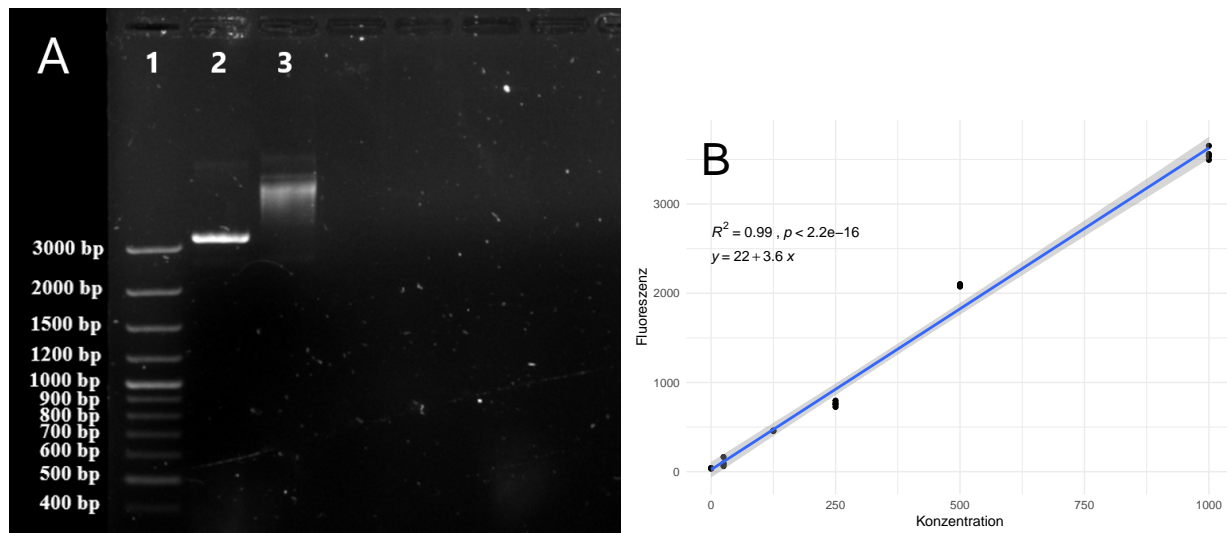 A
1 2 3
3000 bp
2000 bp
1500 bp
1200 bp
1000 bp
900 bp
800 bp
700 bp
600 bp
500 bp
400 bp
B
R² = 0.99 , p < 2.2e−16
y = 22 + 3.6 x
Fluoreszenz
3000
2000
1000
0
0 250 500 750 1000
Konzentration